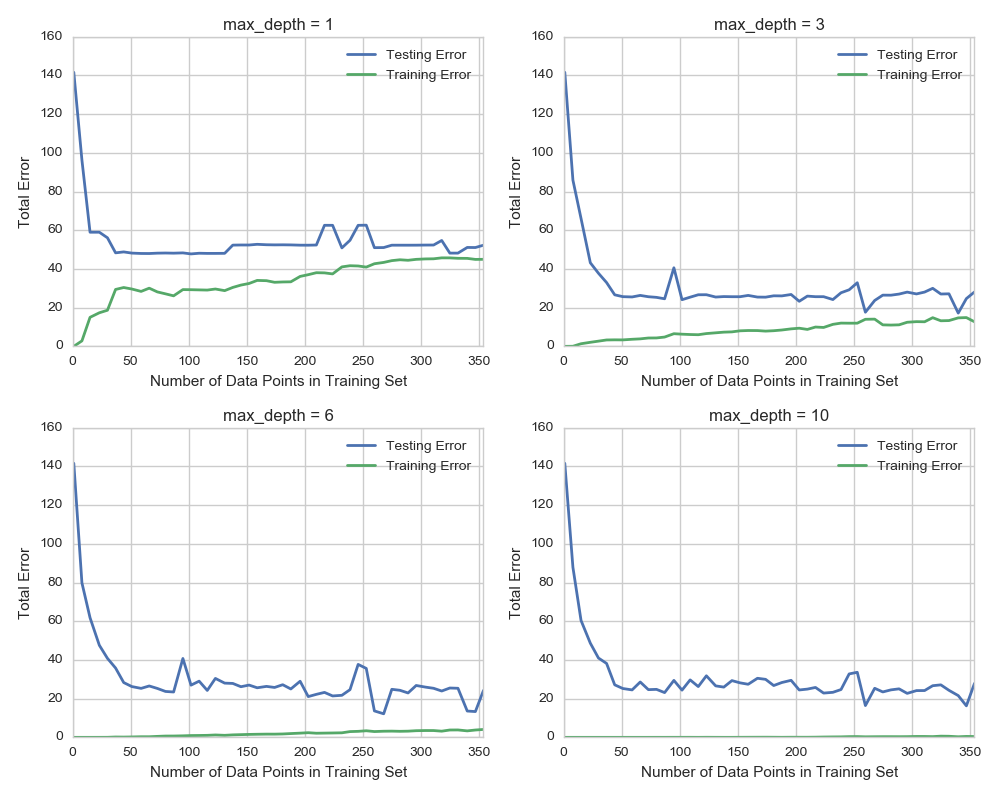 max_depth = 1
160
140
120
100
80
60
40
20
0
Total Error
Testing Error
Training Error
0 50 100 150 200 250 300 350
Number of Data Points in Training Set
max_depth = 3
160
140
120
100
80
60
40
20
0
Total Error
Testing Error
Training Error
0 50 100 150 200 250 300 350
Number of Data Points in Training Set
max_depth = 6
160
140
120
100
80
60
40
20
0
Total Error
Testing Error
Training Error
0 50 100 150 200 250 300 350
Number of Data Points in Training Set
max_depth = 10
160
140
120
100
80
60
40
20
0
Total Error
Testing Error
Training Error
0 50 100 150 200 250 300 350
Number of Data Points in Training Set